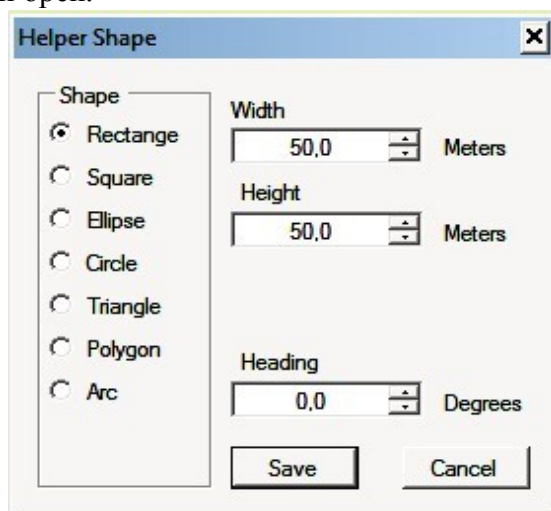 Helper Shape
Shape
Rectange
Square
Ellipse
Circle
Triangle
Polygon
Arc
Width
50,0 Meters
Height
50,0 Meters
Heading
0,0 Degrees
Save Cancel